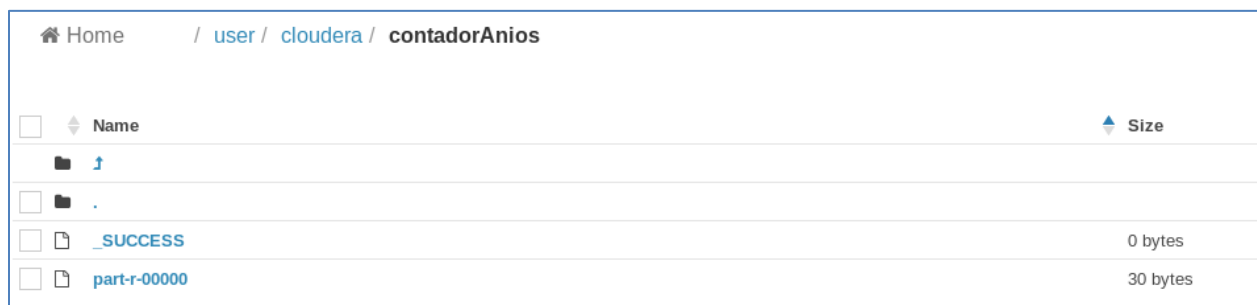 Home / user / cloudera / contadorAnios
Name Size
.
_SUCCESS 0 bytes
part-r-00000 30 bytes